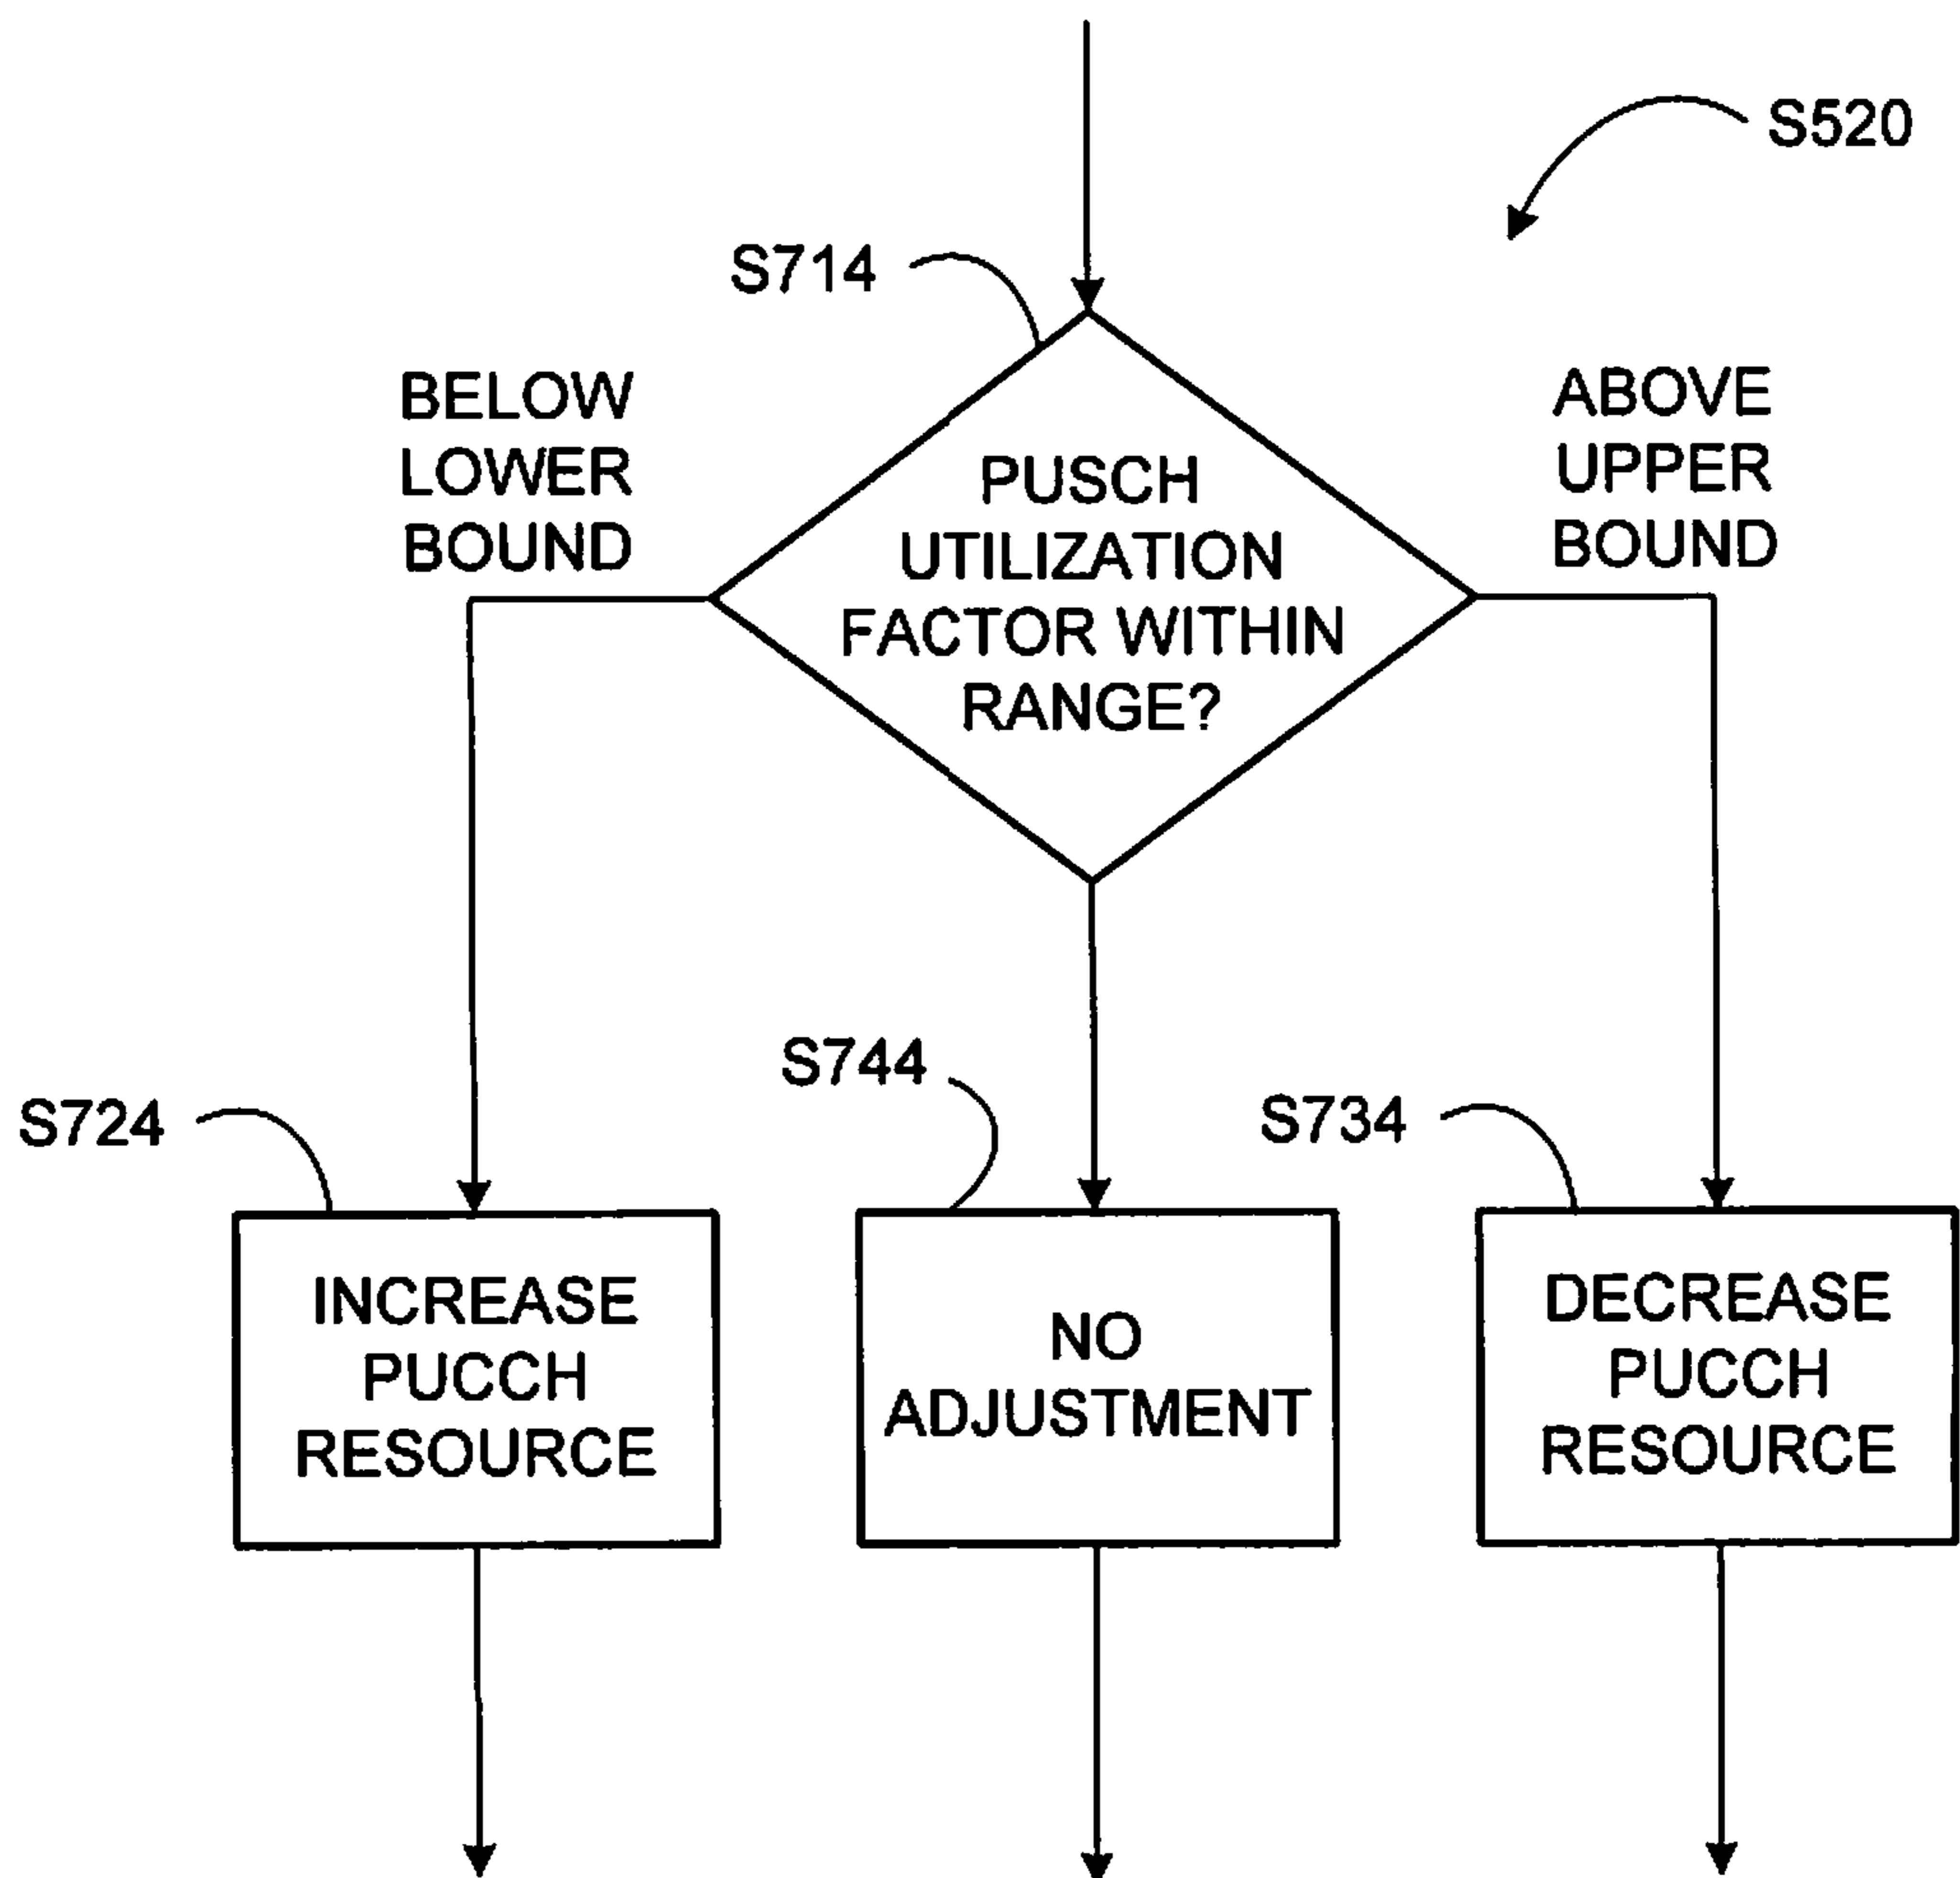 S520
S714
BELOW
LOWER
BOUND
PUSCH
UTILIZATION
FACTOR WITHIN
RANGE?
ABOVE
UPPER
BOUND
S724
S744
S734
INCREASE
PUCCH
RESOURCE
NO
ADJUSTMENT
DECREASE
PUCCH
RESOURCE